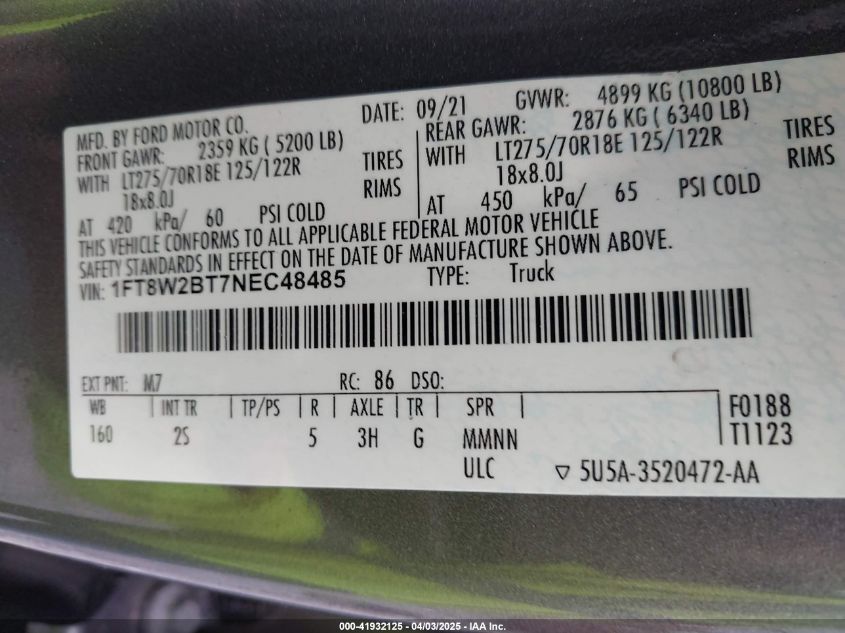 MFD. BY FORD MOTOR CO. DATE: 09/21 GVWR: 4899 KG (10800 LB)
FRONT GAWR: 2359 KG ( 5200 LB) REAR GAWR: 2876 KG ( 6340 LB)
WITH LT275/70R18E 125/122R TIRES WITH LT275/70R18E 125/122R TIRES
18x8.0J RIMS 18x8.0J RIMS
AT 420 kPa/ 60 PSI COLD AT 450 kPa/ 65 PSI COLD
THIS VEHICLE CONFORMS TO ALL APPLICABLE FEDERAL MOTOR VEHICLE
SAFETY STANDARDS IN EFFECT ON THE DATE OF MANUFACTURE SHOWN ABOVE.
VIN: 1FT8W2BT7NEC48485 TYPE: Truck
EXT PNT: M7 RC: 86 DSO:
WB INT TR TP/PS R AXLE TR SPR F0188
160 2S 5 3H G MMNN T1123
ULC ▽ 5U5A-3520472-AA
000-41932125 - 04/03/2025 - IAA Inc.